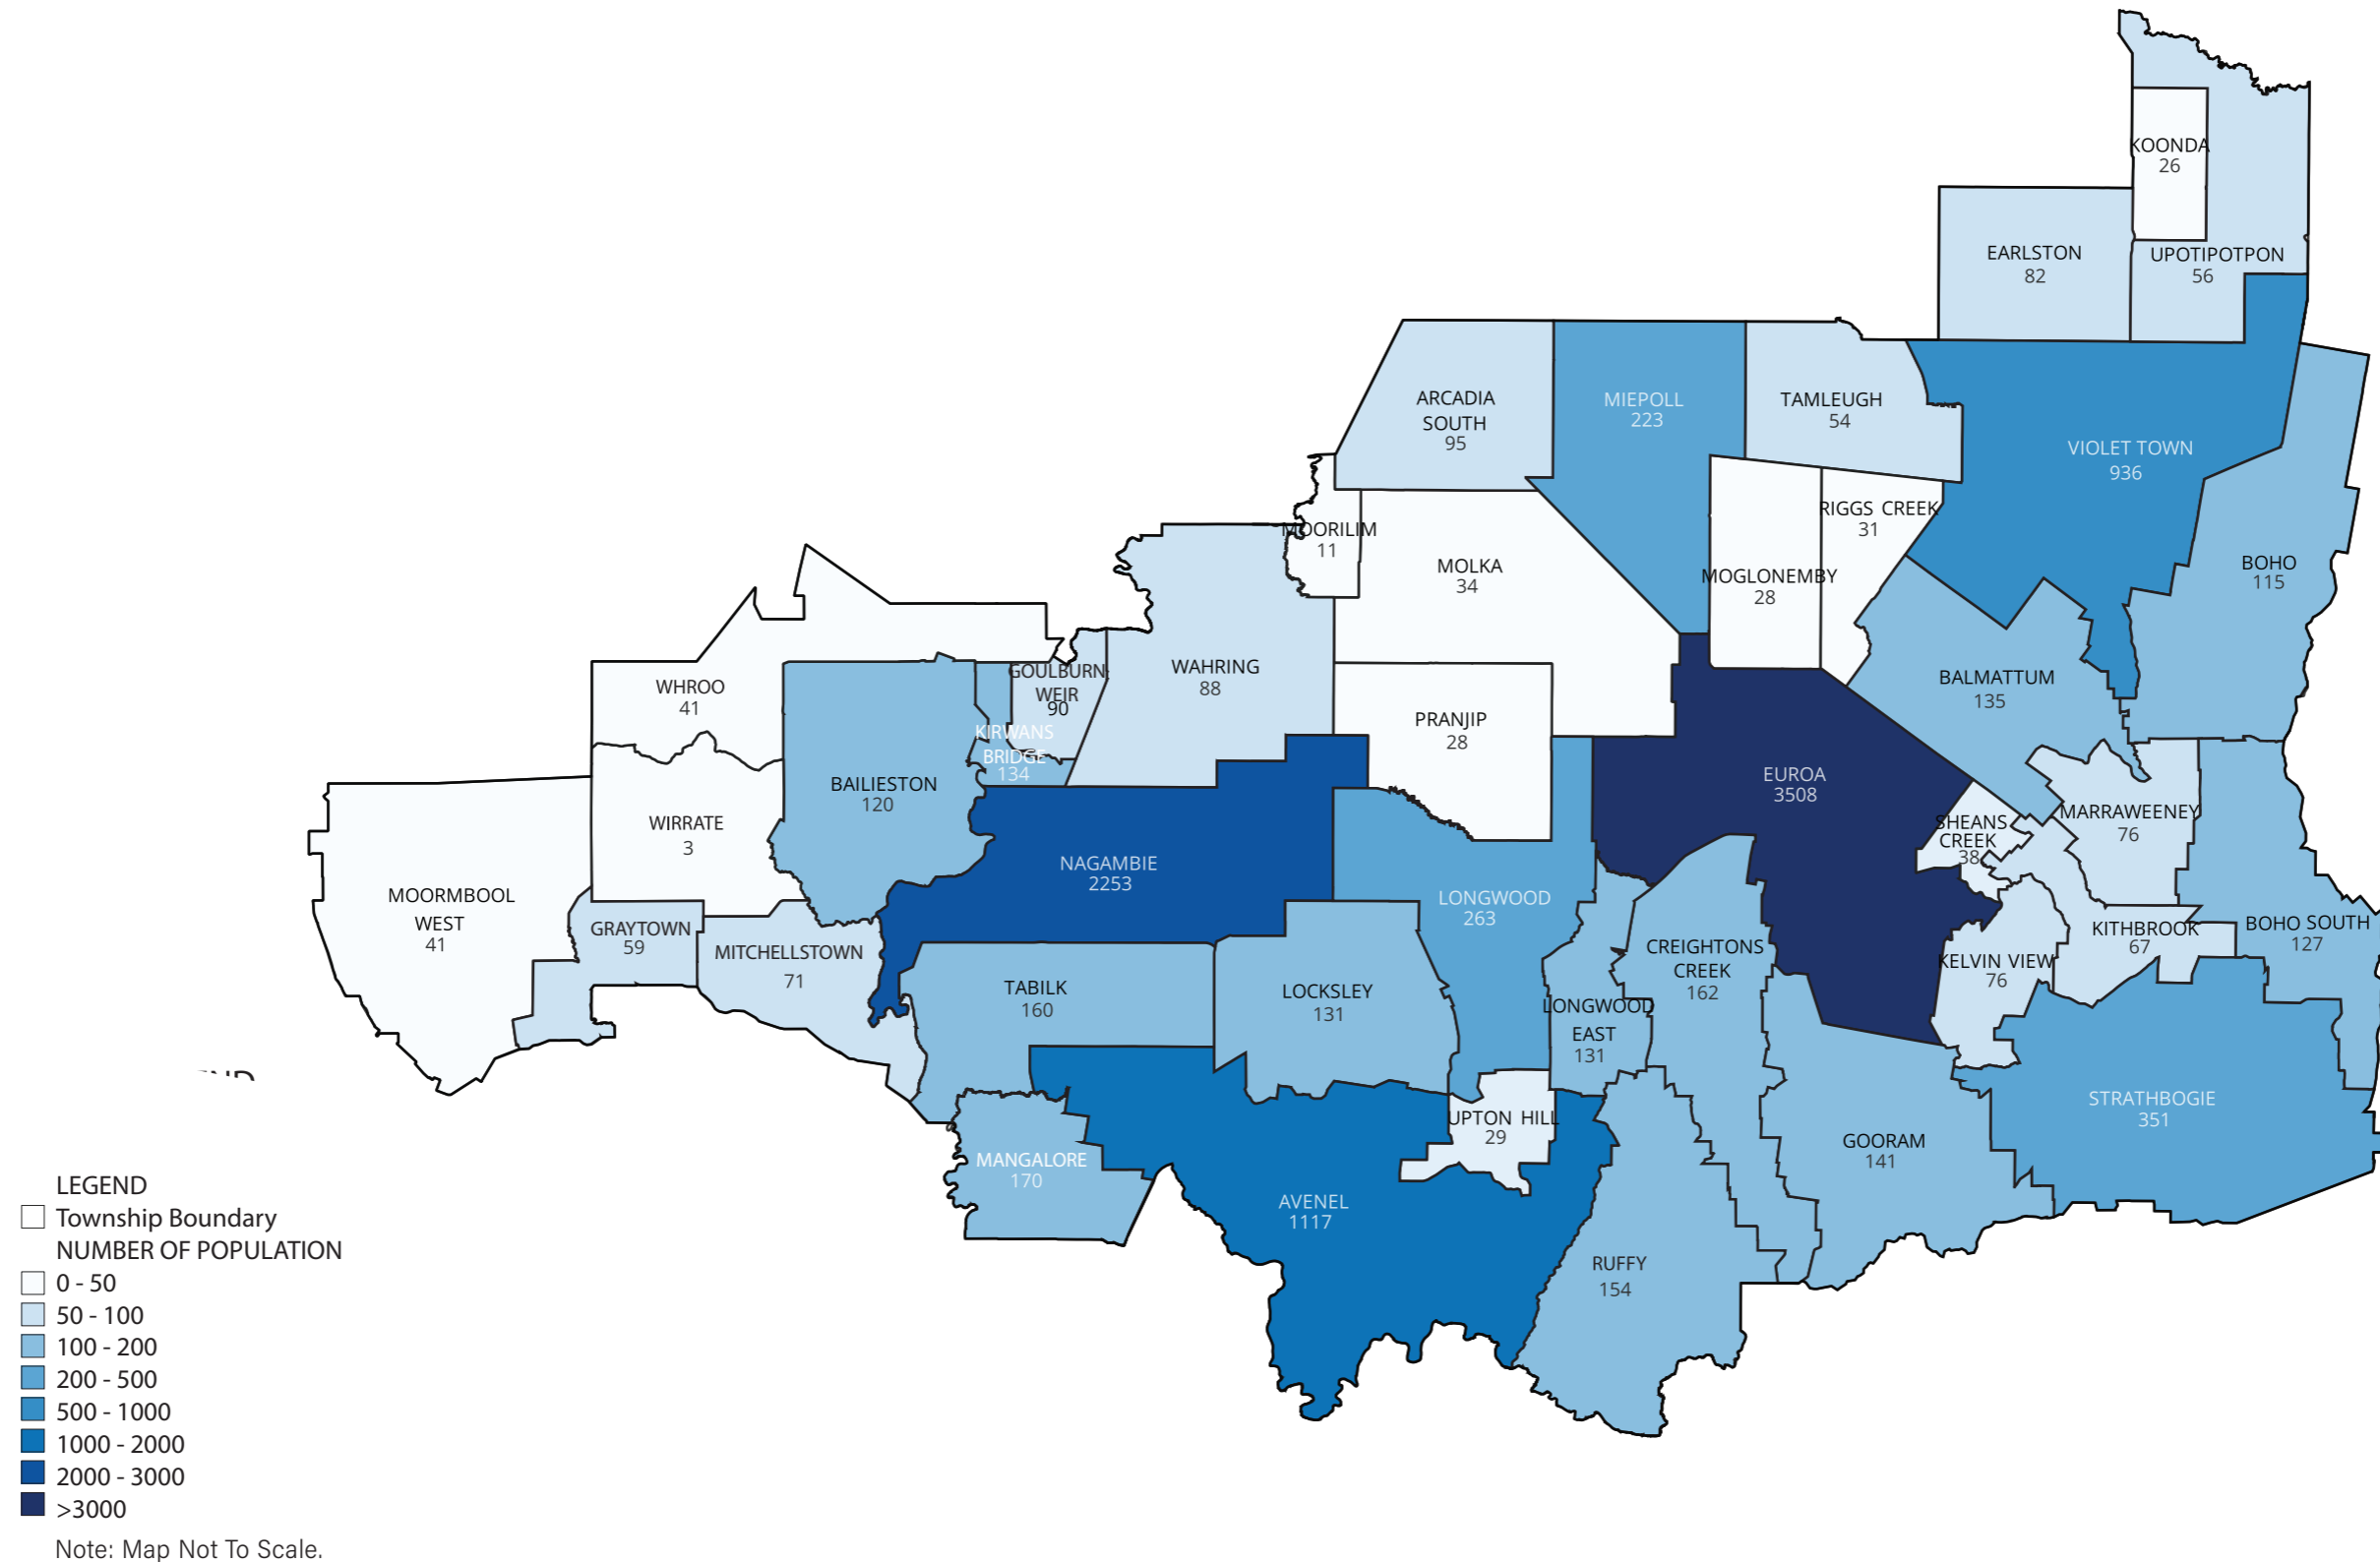 KOONDA
26
EARLSTON
82
UPOTIPOTPON
56
ARCADIA
SOUTH
95
MIEPOLL
223
TAMLEUGH
54
VIOLET TOWN
936
RIGGS CREEK
31
MOORILIM
11
MOLKA
34
MOGLONEMBY
28
BOHO
115
WHROO
41
GOULBURN
WEIR
90
WAHRING
88
BALMATTUM
135
PRANJIP
28
KIRWANS
BRIDGE
134
BAILIESTON
120
EUROA
3508
WIRRATE
3
SHEANS
CREEK
38
MARRAWEENEY
76
NAGAMBIE
2253
MOORMBOOL
WEST
41
LONGWOOD
263
GRAYTOWN
59
MITCHELLSTOWN
71
CREIGHTONS
CREEK
162
KITHBROOK
67
BOHO SOUTH
127
KELVIN VIEW
76
TABILK
160
LOCKSLEY
131
LONGWOOD
EAST
131
STRATHBOGIE
351
UPTON HILL
29
GOORAM
141
MANGALORE
170
AVENEL
1117
RUFFY
154
LEGEND
Township Boundary
NUMBER OF POPULATION
0 - 50
50 - 100
100 - 200
200 - 500
500 - 1000
1000 - 2000
2000 - 3000
>3000
Note: Map Not To Scale.